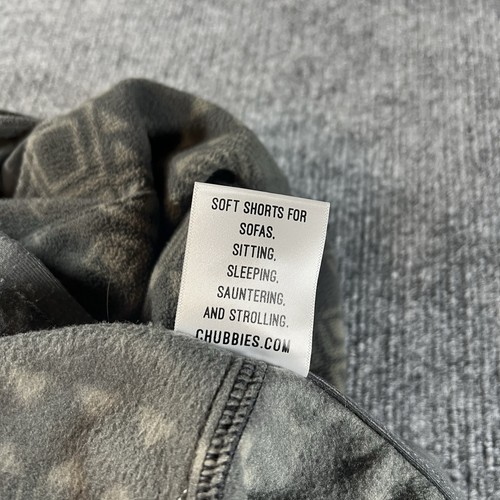 SOFT SHORTS FOR
SOFAS,
SITTING,
SLEEPING,
SAUNTERING,
AND STROLLING.
CHUBBIES.COM